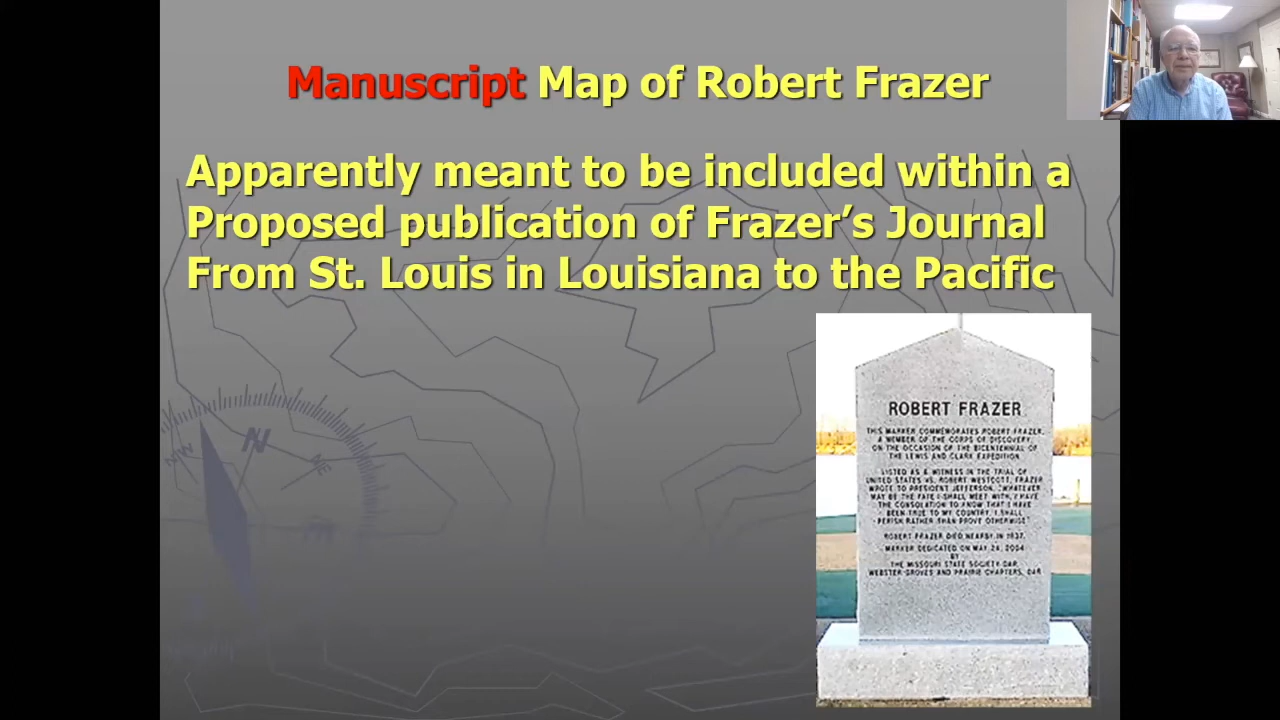 Manuscript Map of Robert Frazer
Apparently meant to be included within a
Proposed publication of Frazer’s Journal
From St. Louis in Louisiana to the Pacific
ROBERT FRAZER
THIS MARKER COMMEMORATES ROBERT FRAZER,
A MEMBER OF THE CORPS OF DISCOVERY,
ON THE OCCASION OF THE BICENTENNIAL OF
THE LEWIS AND CLARK EXPEDITION.
LISTED AS A WITNESS IN THE TRIAL OF
UNITED STATES VS. ROBERT WESTCOTT, FRAZER
WROTE TO PRESIDENT JEFFERSON, "WHATEVER
MAY BE THE FATE I SHALL MEET WITH, I HAVE
THE CONSOLATION TO KNOW THAT I HAVE
BEEN TRUE TO MY COUNTRY. I SHALL
PERISH RATHER THAN PROVE OTHERWISE"
ROBERT FRAZER DIED NEARBY IN 1837.
MARKER DEDICATED ON MAY 24, 2004
BY
THE MISSOURI STATE SOCIETY DAR,
WEBSTER GROVES AND PRAIRIE CHAPTERS, DAR
NW
N
NE